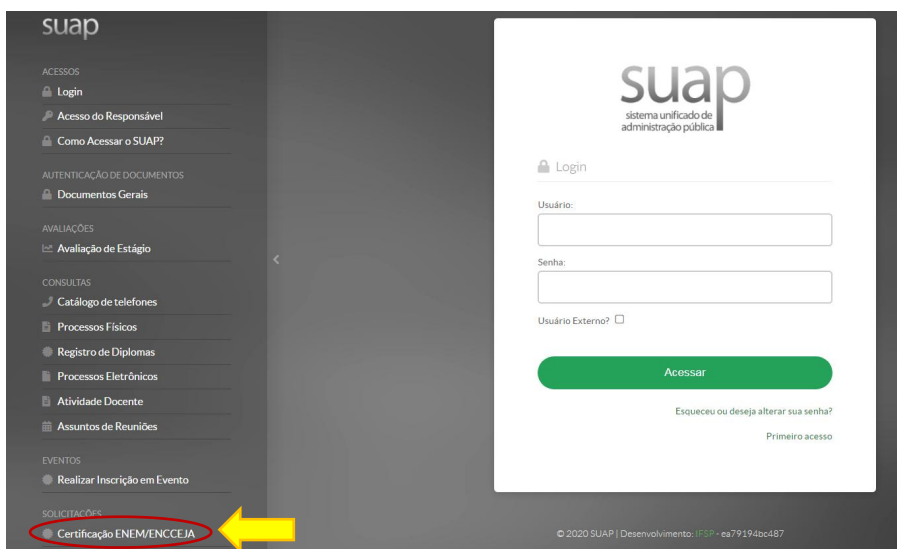 suap
ACESSOS
Login
Acesso do Responsável
Como Acessar o SUAP?
AUTENTICAÇÃO DE DOCUMENTOS
Documentos Gerais
AVALIAÇÕES
Avaliação de Estágio
CONSULTAS
Catálogo de telefones
Processos Físicos
Registro de Diplomas
Processos Eletrônicos
Atividade Docente
Assuntos de Reuniões
EVENTOS
Realizar Inscrição em Evento
SOLICITAÇÕES
Certificação ENEM/ENCCEJA
suap
sistema unificado de
administração pública
Login
Usuário:
Senha:
Usuário Externo?
Acessar
Esqueceu ou deseja alterar sua senha?
Primeiro acesso
© 2020 SUAP | Desenvolvimento: IFSP - ea79194bc487